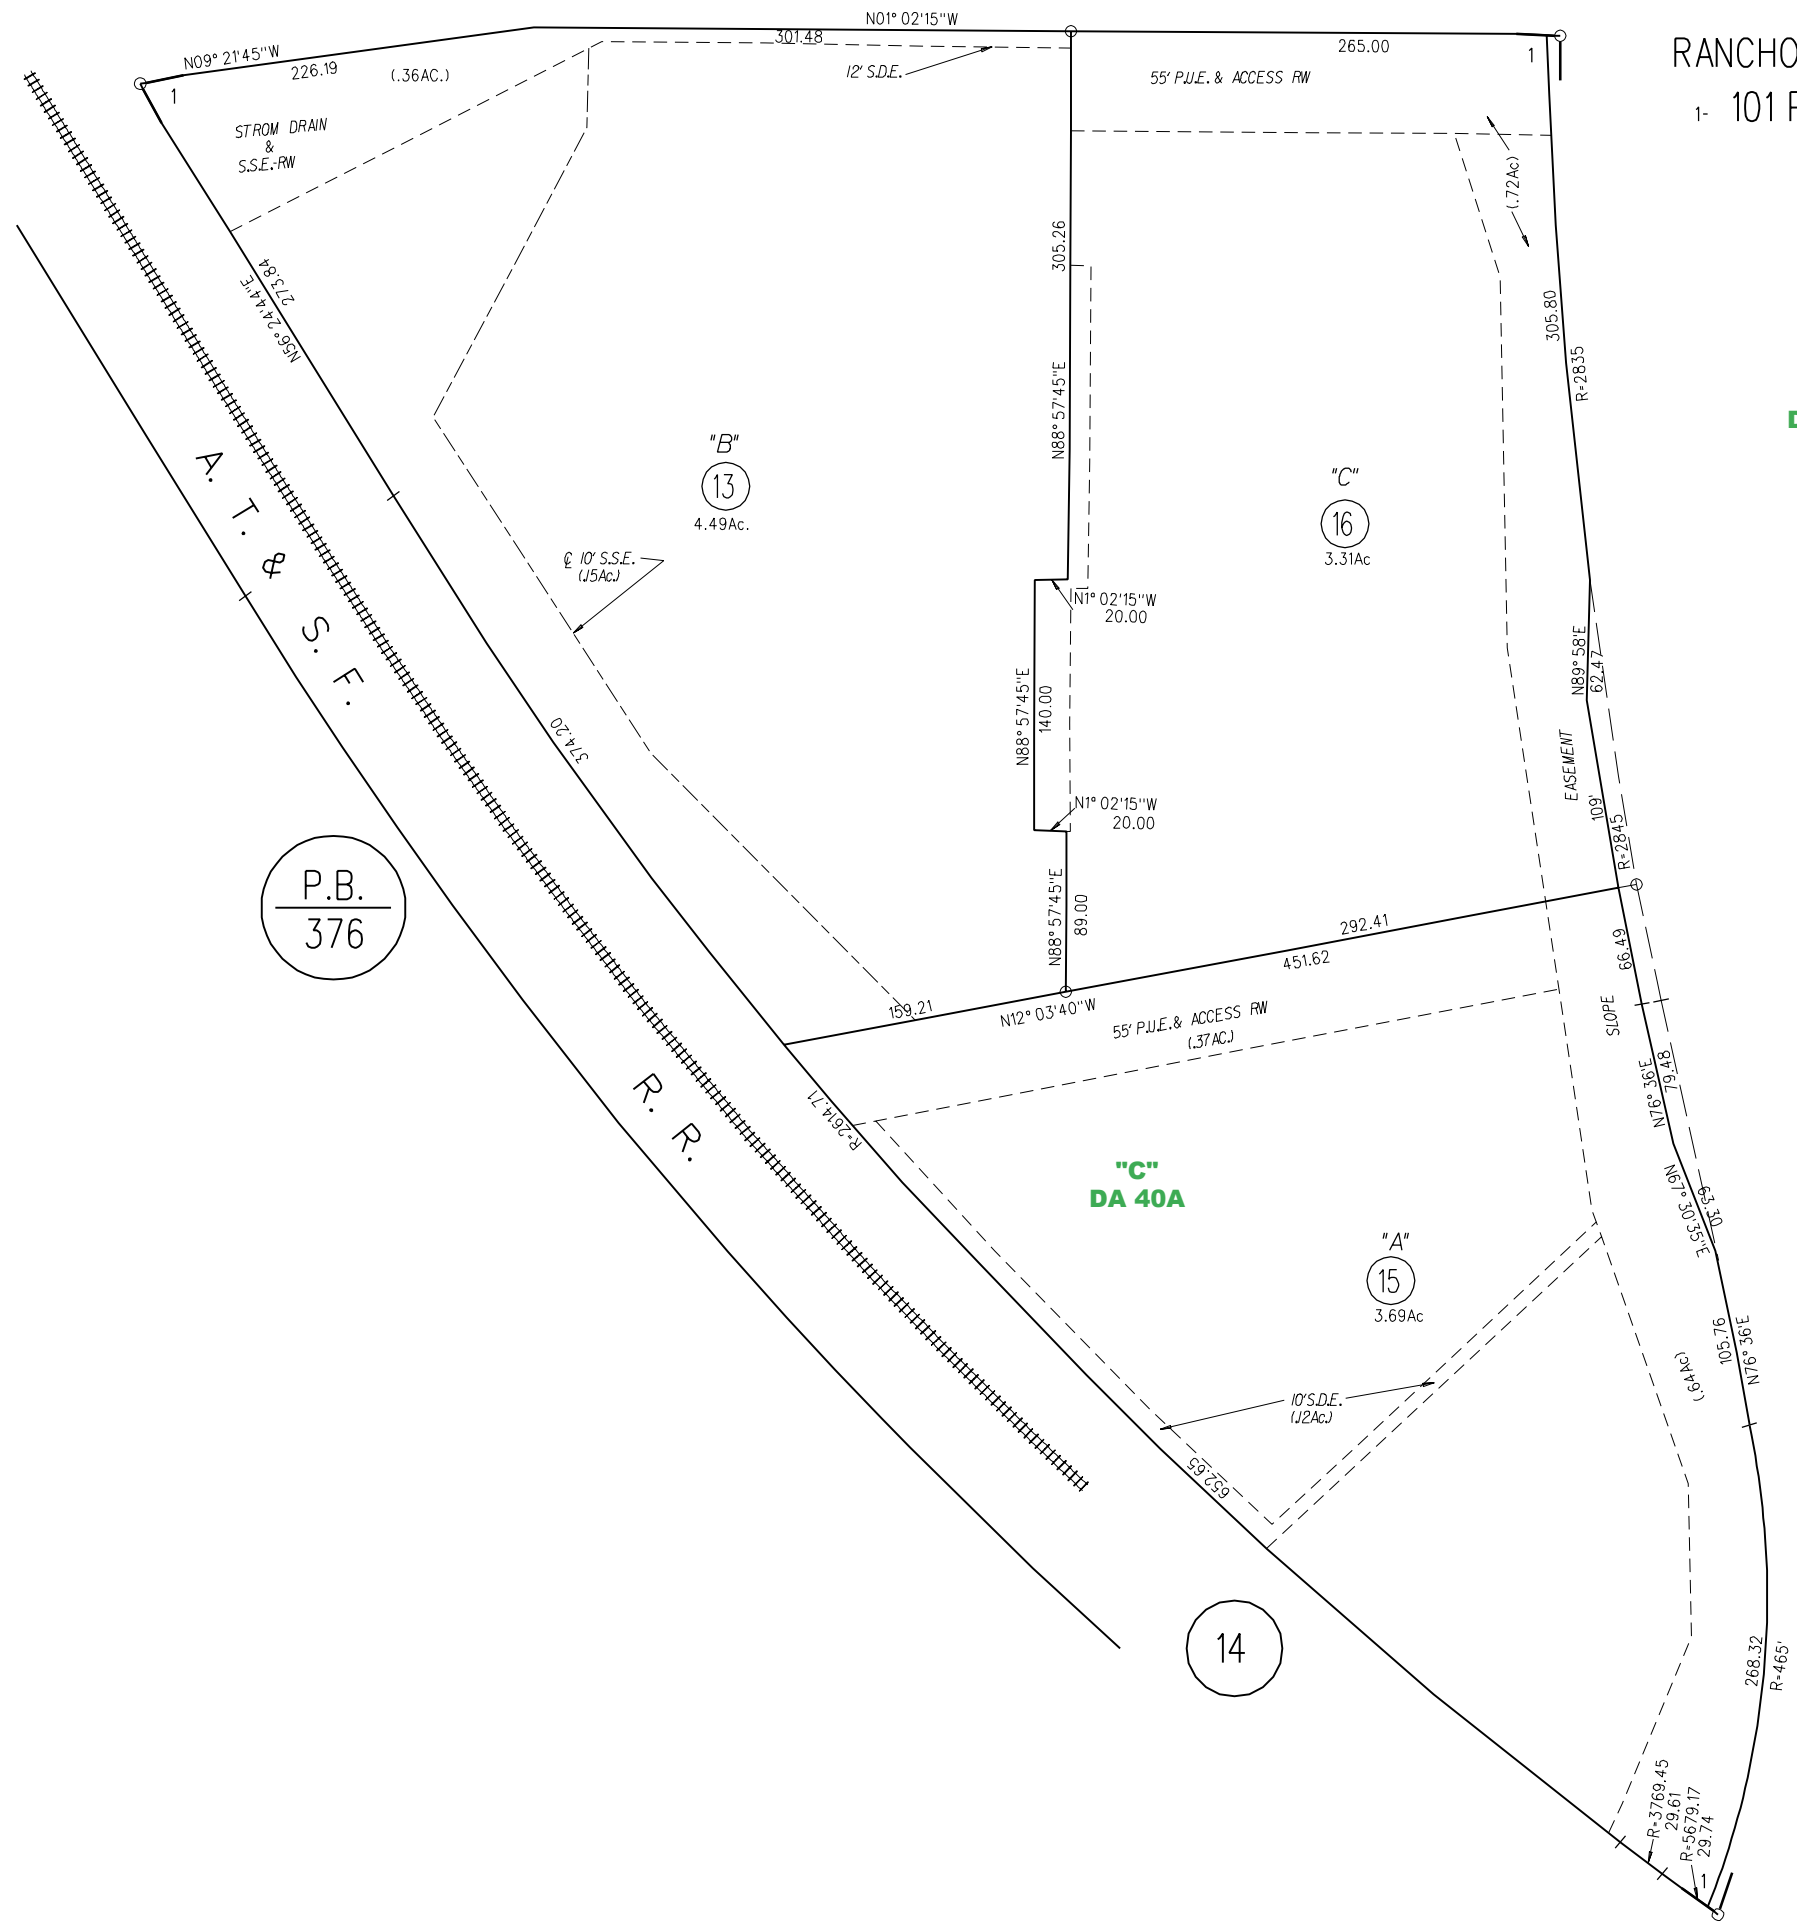 N01° 02'15"W
301.48
265.00
N09° 21'45"W
226.19
(.36AC.)
1
12' S.D.E.
55' P.U.E. & ACCESS RW
1
RANCHO
1- 101
STROM DRAIN
&
S.S.E.-RW
(.72Ac)
305.26
273.84
N56° 24'44"E
305.80
R=2835
N88° 57'45"E
"B"
13
4.49Ac.
"C"
16
3.31Ac
℄ 10' S.S.E.
(.15Ac.)
A. T. & S. F. R. R.
N1° 02'15"W
20.00
N89° 58'E
62.47
N88° 57'45"E
140.00
374.20
EASEMENT
109'
R=2845
N1° 02'15"W
20.00
P.B.
376
N88° 57'45"E
89.00
292.41
451.62
66.49
159.21
N12° 03'40"W
55' P.U.E. & ACCESS RW
(.37AC.)
SLOPE
N76° 36'E
79.48
R=2614.71
"C"
DA 40A
N67° 30'35"E
63.30
"A"
15
3.69Ac
105.76
N76° 36'E
(.64Ac)
10' S.D.E.
(.12Ac.)
652.65
14
268.32
R=465'
R=3769.45
29.61
R=5679.17
29.74
1